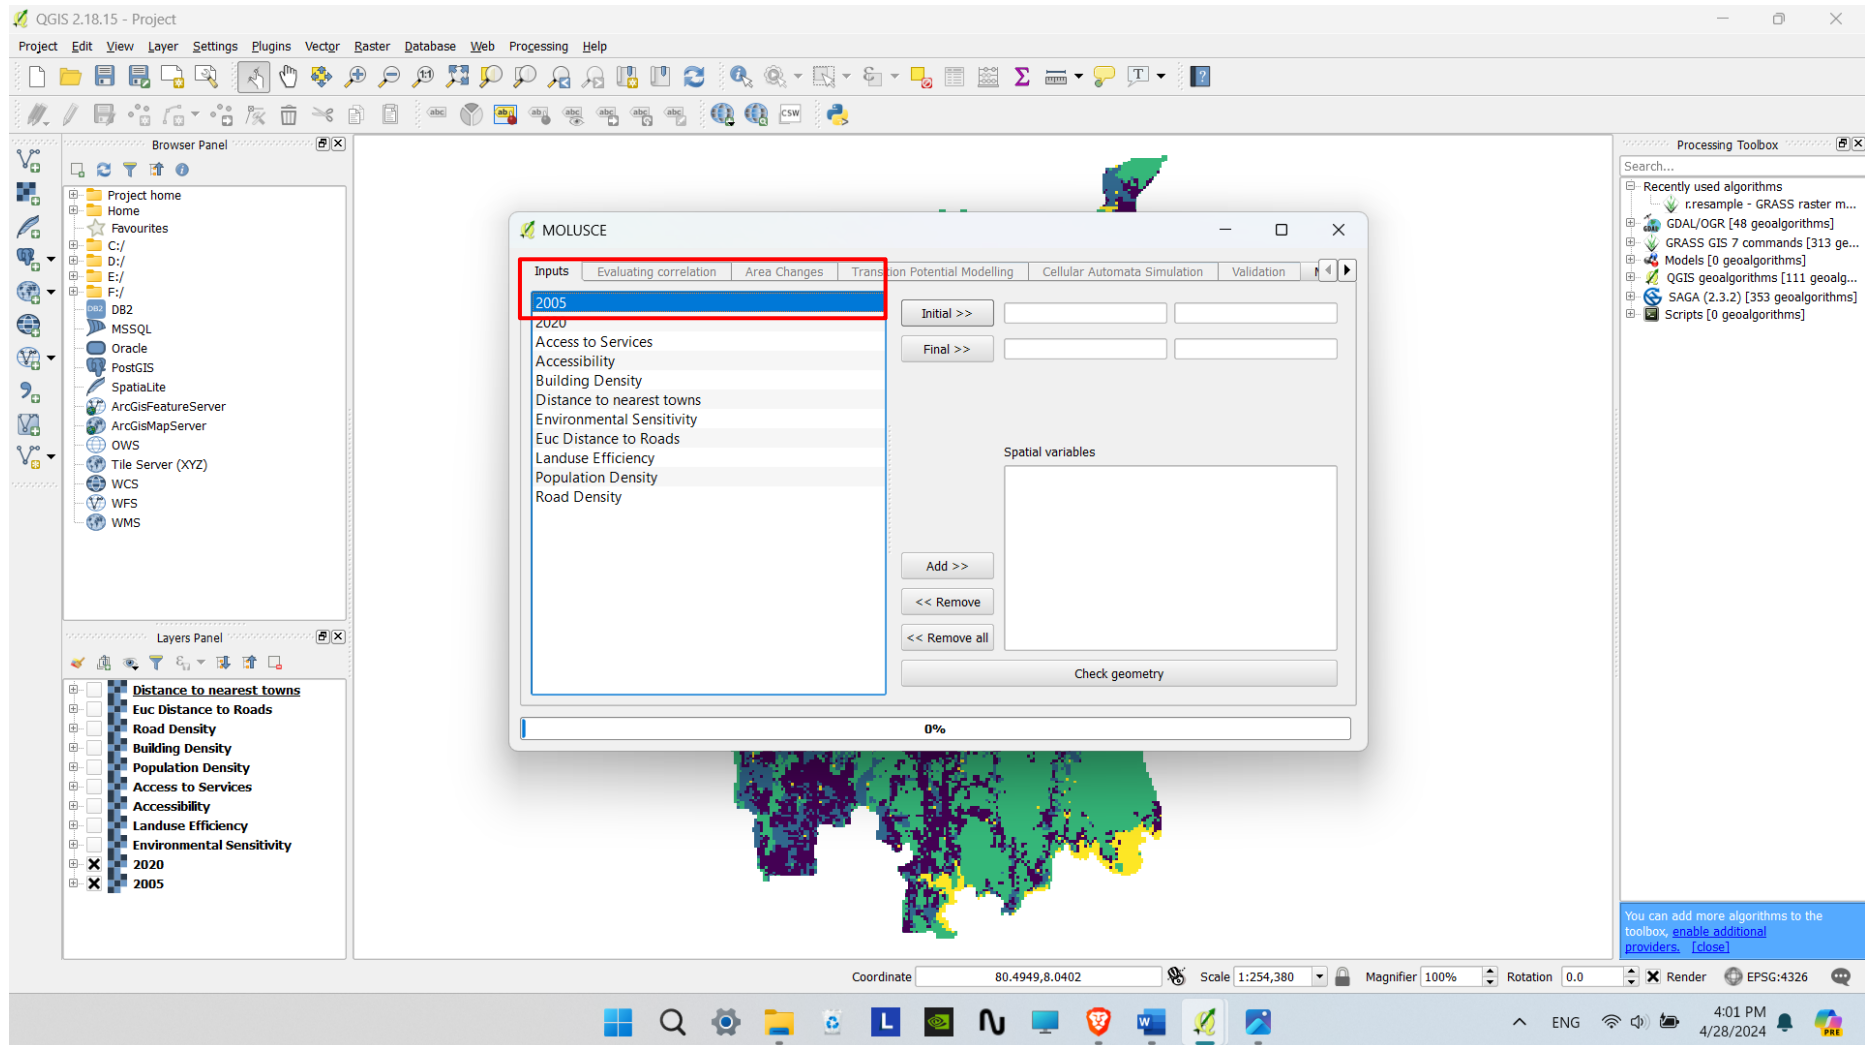 QGIS 2.18.15 - Project
Project Edit View Layer Settings Plugins Vector Raster Database Web Processing Help
Browser Panel
Project home
Home
Favourites
C:/
D:/
E:/
F:/
DB2
MSSQL
Oracle
PostGIS
SpatiaLite
ArcGisFeatureServer
ArcGisMapServer
OWS
Tile Server (XYZ)
WCS
WFS
WMS
Layers Panel
Distance to nearest towns
Euc Distance to Roads
Road Density
Building Density
Population Density
Access to Services
Accessibility
Landuse Efficiency
Environmental Sensitivity
2020
2005
MOLUSCE
Inputs Evaluating correlation Area Changes Transition Potential Modelling Cellular Automata Simulation Validation
2005
2020
Access to Services
Accessibility
Building Density
Distance to nearest towns
Environmental Sensitivity
Euc Distance to Roads
Landuse Efficiency
Population Density
Road Density
Initial >>
Final >>
Spatial variables
Add >>
<< Remove
<< Remove all
Check geometry
0%
Processing Toolbox
Search...
Recently used algorithms
r.resample - GRASS raster m...
GDAL/OGR [48 geoalgorithms]
GRASS GIS 7 commands [313 ge...
Models [0 geoalgorithms]
QGIS geoalgorithms [111 geoalg...
SAGA (2.3.2) [353 geoalgorithms]
Scripts [0 geoalgorithms]
You can add more algorithms to the
toolbox, enable additional
providers. [close]
Coordinate 80.4949,8.0402 Scale 1:254,380 Magnifier 100% Rotation 0.0 Render EPSG:4326
ENG 4:01 PM
4/28/2024